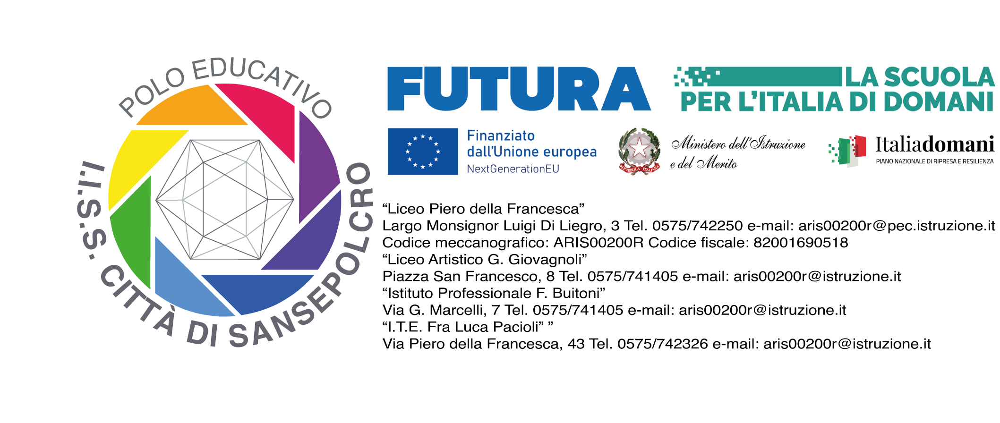 POLO EDUCATIVO
I.I.S.S. CITTÀ DI SANSEPOLCRO
FUTURA
LA SCUOLA
PER L'ITALIA DI DOMANI
Finanziato
dall'Unione europea
NextGenerationEU
REPVBBLICA ITALIANA
Ministero dell'Istruzione
e del Merito
Italiadomani
PIANO NAZIONALE DI RIPRESA E RESILIENZA
“Liceo Piero della Francesca”
Largo Monsignor Luigi Di Liegro, 3 Tel. 0575/742250 e-mail: aris00200r@pec.istruzione.it
Codice meccanografico: ARIS00200R Codice fiscale: 82001690518
“Liceo Artistico G. Giovagnoli”
Piazza San Francesco, 8 Tel. 0575/741405 e-mail: aris00200r@istruzione.it
“Istituto Professionale F. Buitoni”
Via G. Marcelli, 7 Tel. 0575/741405 e-mail: aris00200r@istruzione.it
“I.T.E. Fra Luca Pacioli” ”
Via Piero della Francesca, 43 Tel. 0575/742326 e-mail: aris00200r@istruzione.it